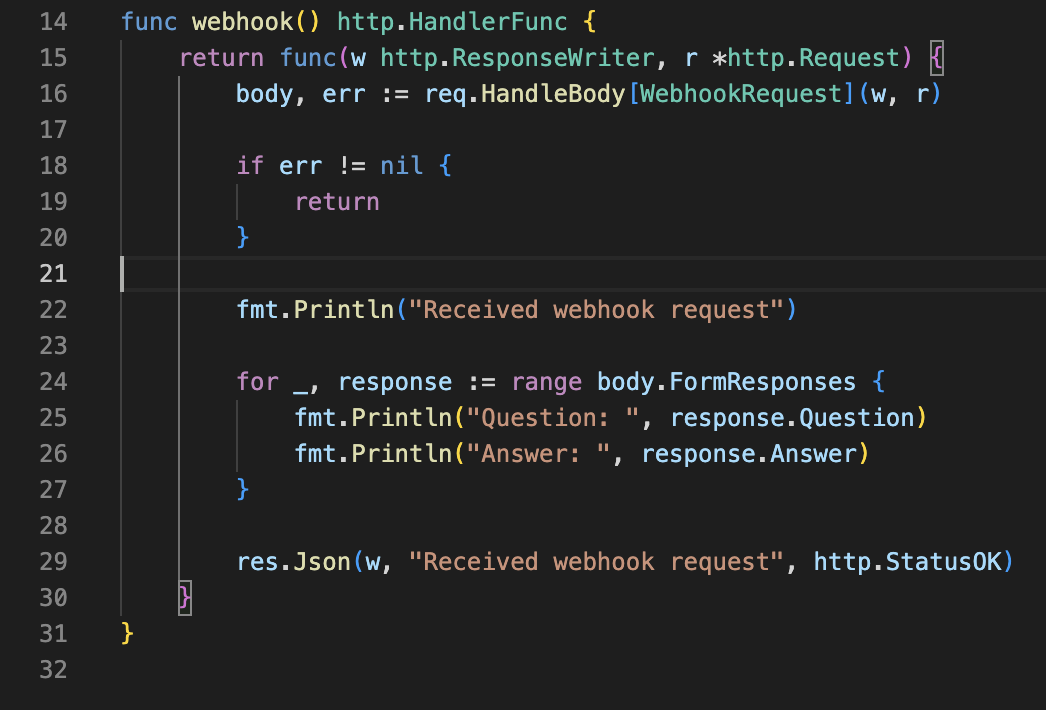 14 func webhook() http.HandlerFunc {
15     return func(w http.ResponseWriter, r *http.Request) {
16         body, err := req.HandleBody[WebhookRequest](w, r)
17
18         if err != nil {
19             return
20         }
21
22         fmt.Println("Received webhook request")
23
24         for _, response := range body.FormResponses {
25             fmt.Println("Question: ", response.Question)
26             fmt.Println("Answer: ", response.Answer)
27         }
28
29         res.Json(w, "Received webhook request", http.StatusOK)
30     }
31 }
32